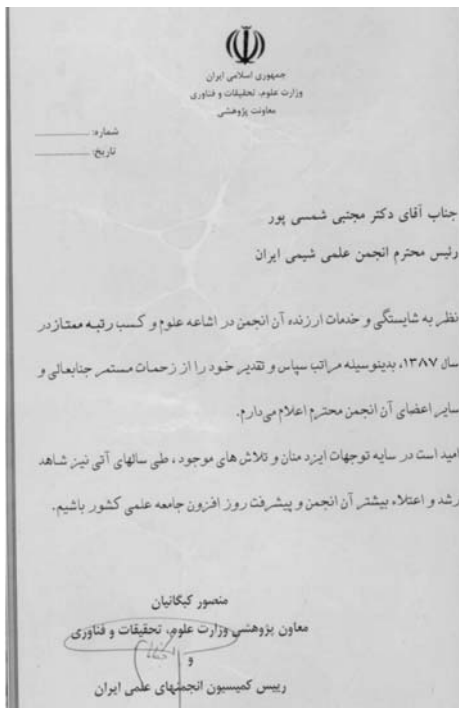 جمهوری اسلامی ایران
وزارت علوم، تحقیقات و فناوری
معاونت پژوهشی
شماره:
تاریخ:
جناب آقای دکتر مجتبی شمسی پور
رئیس محترم انجمن علمی شیمی ایران
نظر به شایستگی و خدمات ارزنده آن انجمن در اشاعه علوم و کسب رتبه ممتاز در
سال ۱۳۸۷، بدینوسیله مراتب سپاس و تقدیر خود را از زحمات مستمر جنابعالی و
سایر اعضای آن انجمن محترم اعلام می‌دارم.
امید است در سایه توجهات ایزد منان و تلاش های موجود، طی سالهای آتی نیز شاهد
رشد و اعتلاء بیشتر آن انجمن و پیشرفت روز افزون جامعه علمی کشور باشیم.
منصور کبگانیان
معاون پژوهشی وزارت علوم، تحقیقات و فناوری
و
رییس کمیسیون انجمنهای علمی ایران